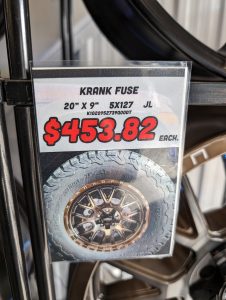 KRANK FUSE
20" X 9" 5X127 JL
$453.82 EACH.